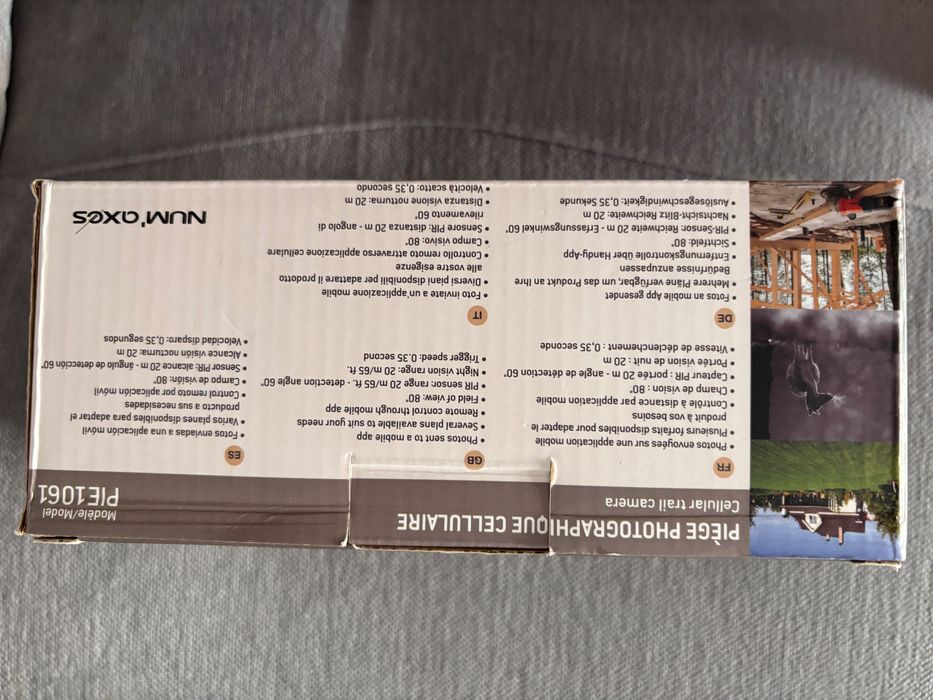 PIÈGE PHOTOGRAPHIQUE CELLULAIRE
Cellular trail camera
Modèle/Model
PIE1061
FR
• Photos envoyées sur une application mobile
• Plusieurs forfaits disponible pour adapter le
produit à vos besoins
• Contrôle à distance par application mobile
• Champ de vision : 80°
• Capteur PIR : portée 20 m - angle de détection 60°
• Portée vision de nuit : 20 m
• Vitesse de déclenchement : 0,35 seconde
GB
• Photos sent to a mobile app
• Several plans available to suit your needs
• Remote control through mobile app
• Field of view: 80°
• PIR sensor range 20 m/65 ft. - detection angle 60°
• Night vision range: 20 m/65 ft.
• Trigger speed: 0.35 second
ES
• Fotos enviadas a una aplicación móvil
• Varios planes disponibles para adaptar el
producto a sus necesidades
• Control remoto por aplicación móvil
• Campo de visión: 80°
• Sensor PIR: alcance 20 m - ángulo de detección 60°
• Alcance visión nocturna: 20 m
• Velocidad disparo: 0,35 segundos
DE
• Fotos an mobile App gesendet
• Mehrere Pläne verfügbar, um das Produkt an Ihre
Bedürfnisse anzupassen
• Entfernungskontrolle über Handy-App
• Sichtfeld: 80°
• PIR-Sensor: Reichweite 20 m - Erfassungswinkel 60°
• Nachtsicht-Blitz Reichweite: 20 m
• Auslösegeschwindigkeit: 0,35 Sekunde
IT
• Foto inviate a un'applicazione mobile
• Diversi piani disponibili per adattare il prodotto
alle vostre esigenze
• Controllo remoto attraverso applicazione cellulare
• Campo visivo: 80°
• Sensore PIR: distanza 20 m - angolo di
rilevamento 60°
• Distanza visione notturna: 20 m
• Velocità scatto: 0,35 secondo
NUM'axes